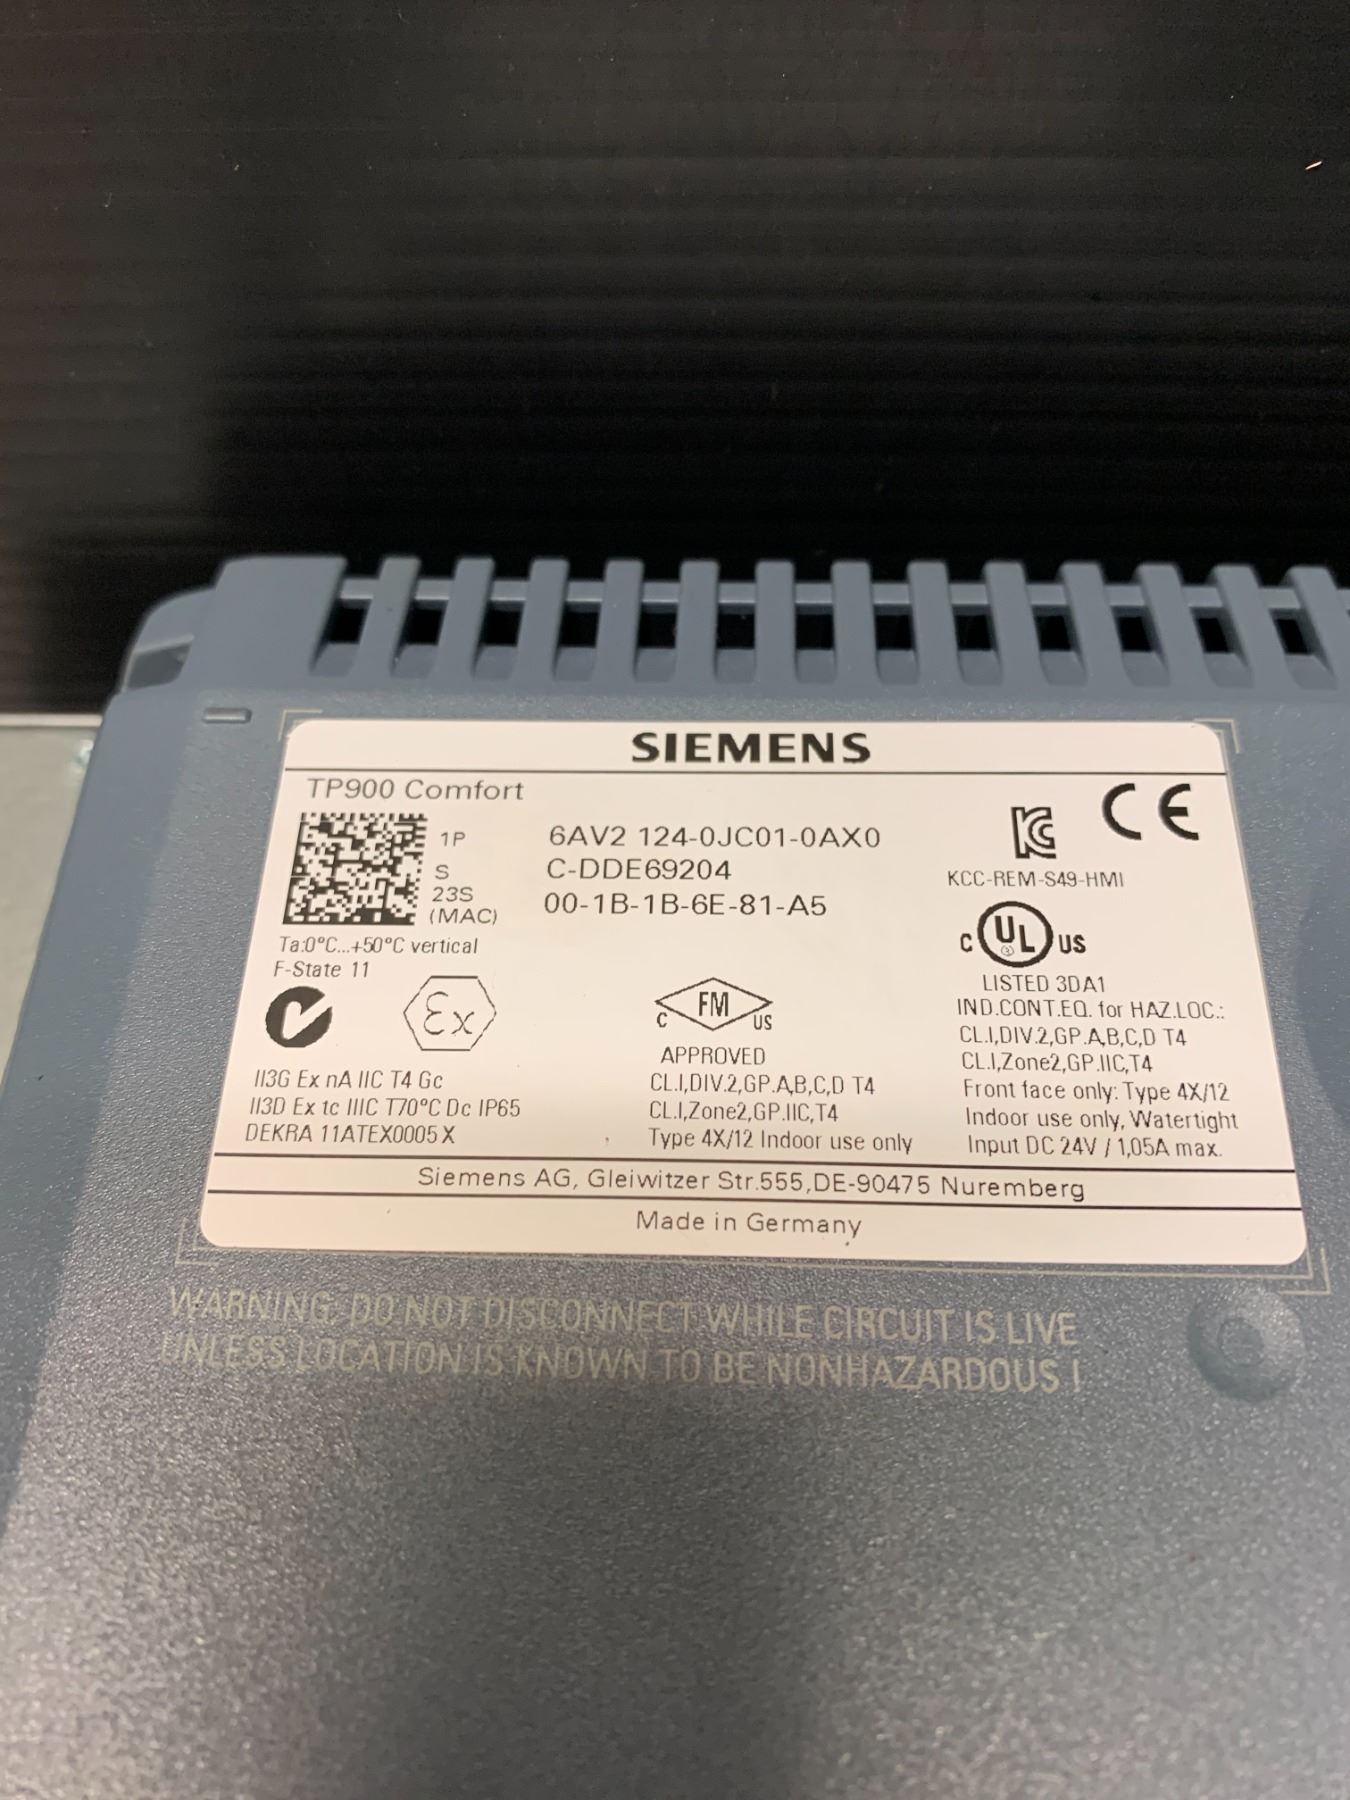 SIEMENS
TP900 Comfort
1P 6AV2 124-0JC01-0AX0
S C-DDE69204
23S
(MAC) 00-1B-1B-6E-81-A5
Ta:0°C...+50°C vertical
F-State 11
Ex
II3G Ex nA IIC T4 Gc
II3D Ex tc IIIC T70°C Dc IP65
DEKRA 11ATEX0005 X
C FM US
APPROVED
CL.I,DIV.2,GP.A,B,C,D T4
CL.I,Zone2,GP.IIC,T4
Type 4X/12 Indoor use only
KC CE
KCC-REM-S49-HMI
C UL US
LISTED 3DA1
IND.CONT.EQ. for HAZ.LOC.:
CL.I,DIV.2,GP.A,B,C,D T4
CL.I,Zone2,GP.IIC,T4
Front face only: Type 4X/12
Indoor use only, Watertight
Input DC 24V / 1,05A max.
Siemens AG, Gleiwitzer Str.555,DE-90475 Nuremberg
Made in Germany
WARNING: DO NOT DISCONNECT WHILE CIRCUIT IS LIVE
UNLESS LOCATION IS KNOWN TO BE NONHAZARDOUS !